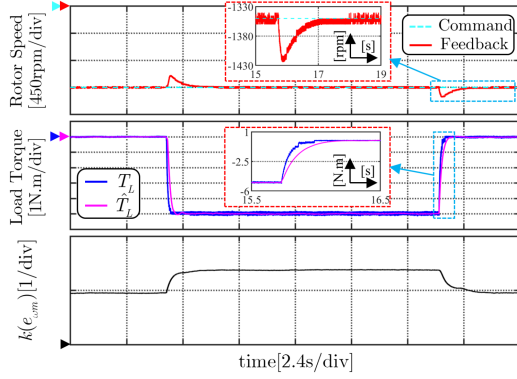 Rotor Speed
[450rpm/div]
-1330
-1380
-1430
[rpm]
[s]
15 17 19
Command
Feedback
Load Torque
[1N.m/div]
T_L
T̂_L
-1
-2.5
-6
[N.m]
[s]
15.5 16.5
k(e_ωm)[1/div]
time[2.4s/div]